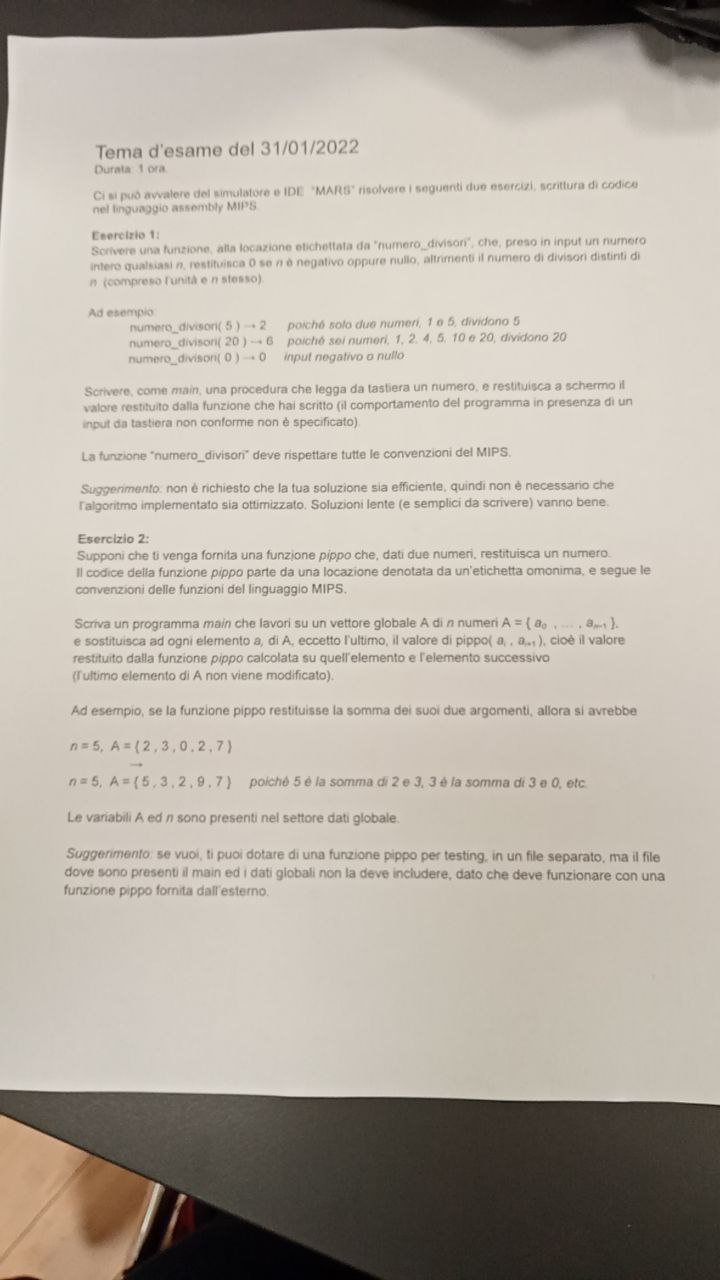 Tema d'esame del 31/01/2022
Durata: 1 ora.
Ci si può avvalere del simulatore e IDE "MARS" risolvere i seguenti due esercizi, scrittura di codice
nel linguaggio assembly MIPS.
Esercizio 1:
Scrivere una funzione, alla locazione etichettata da "numero_divisori", che, preso in input un numero
intero qualsiasi n, restituisca 0 se n è negativo oppure nullo, altrimenti il numero di divisori distinti di
n (compreso l'unità e n stesso).
Ad esempio:
numero_divisori( 5 ) → 2 poiché solo due numeri, 1 e 5, dividono 5
numero_divisori( 20 ) → 6 poiché sei numeri, 1, 2, 4, 5, 10 e 20, dividono 20
numero_divisori( 0 ) → 0 input negativo o nullo
Scrivere, come main, una procedura che legga da tastiera un numero, e restituisca a schermo il
valore restituito dalla funzione che hai scritto (il comportamento del programma in presenza di un
input da tastiera non conforme non è specificato).
La funzione "numero_divisori" deve rispettare tutte le convenzioni del MIPS.
Suggerimento: non è richiesto che la tua soluzione sia efficiente, quindi non è necessario che
l'algoritmo implementato sia ottimizzato. Soluzioni lente (e semplici da scrivere) vanno bene.
Esercizio 2:
Supponi che ti venga fornita una funzione pippo che, dati due numeri, restituisca un numero.
Il codice della funzione pippo parte da una locazione denotata da un'etichetta omonima, e segue le
convenzioni delle funzioni del linguaggio MIPS.
Scriva un programma main che lavori su un vettore globale A di n numeri A = { a₀ , ... , aₙ₋₁ },
e sostituisca ad ogni elemento aᵢ di A, eccetto l'ultimo, il valore di pippo( aᵢ , aᵢ₊₁ ), cioè il valore
restituito dalla funzione pippo calcolata su quell'elemento e l'elemento successivo
(l'ultimo elemento di A non viene modificato).
Ad esempio, se la funzione pippo restituisse la somma dei suoi due argomenti, allora si avrebbe
n = 5, A = { 2 , 3 , 0 , 2 , 7 }
→
n = 5, A = { 5 , 3 , 2 , 9 , 7 } poiché 5 è la somma di 2 e 3, 3 è la somma di 3 e 0, etc.
Le variabili A ed n sono presenti nel settore dati globale.
Suggerimento: se vuoi, ti puoi dotare di una funzione pippo per testing, in un file separato, ma il file
dove sono presenti il main ed i dati globali non la deve includere, dato che deve funzionare con una
funzione pippo fornita dall'esterno.